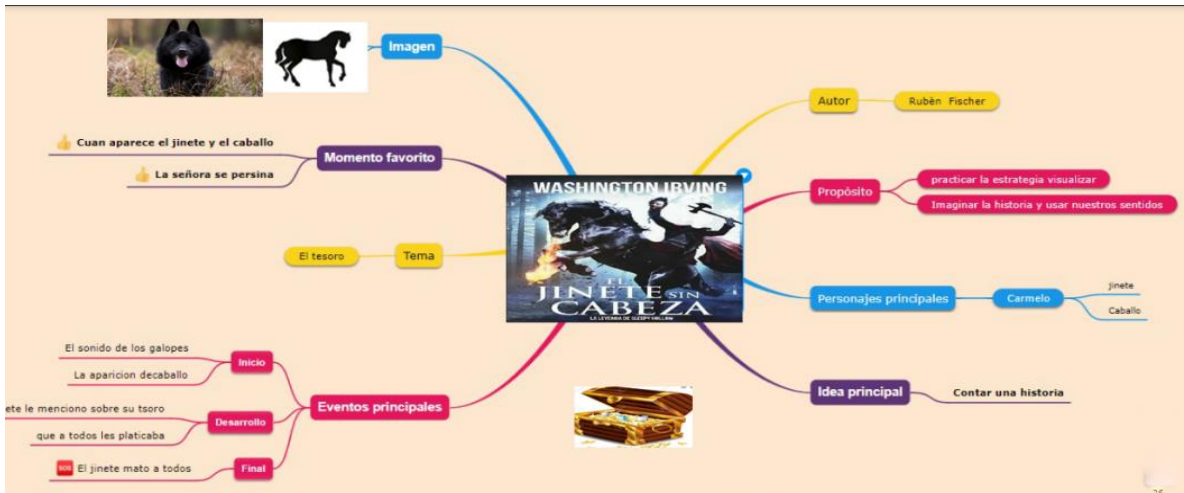 Imagen
Momento favorito
Cuan aparece el jinete y el caballo
La señora se persina
Tema
El tesoro
Eventos principales
Inicio
El sonido de los galopes
La aparicion decaballo
Desarrollo
ete le menciono sobre su tsoro
que a todos les platicaba
Final
SOS El jinete mato a todos
WASHINGTON IRVING
EL
JINETE SIN
CABEZA
LA LEYENDA DE SLEEPY HOLLOW
Autor
Rubèn Fischer
Propósito
practicar la estrategia visualizar
Imaginar la historia y usar nuestros sentidos
Personajes principales
Carmelo
Jinete
Caballo
Idea principal
Contar una historia